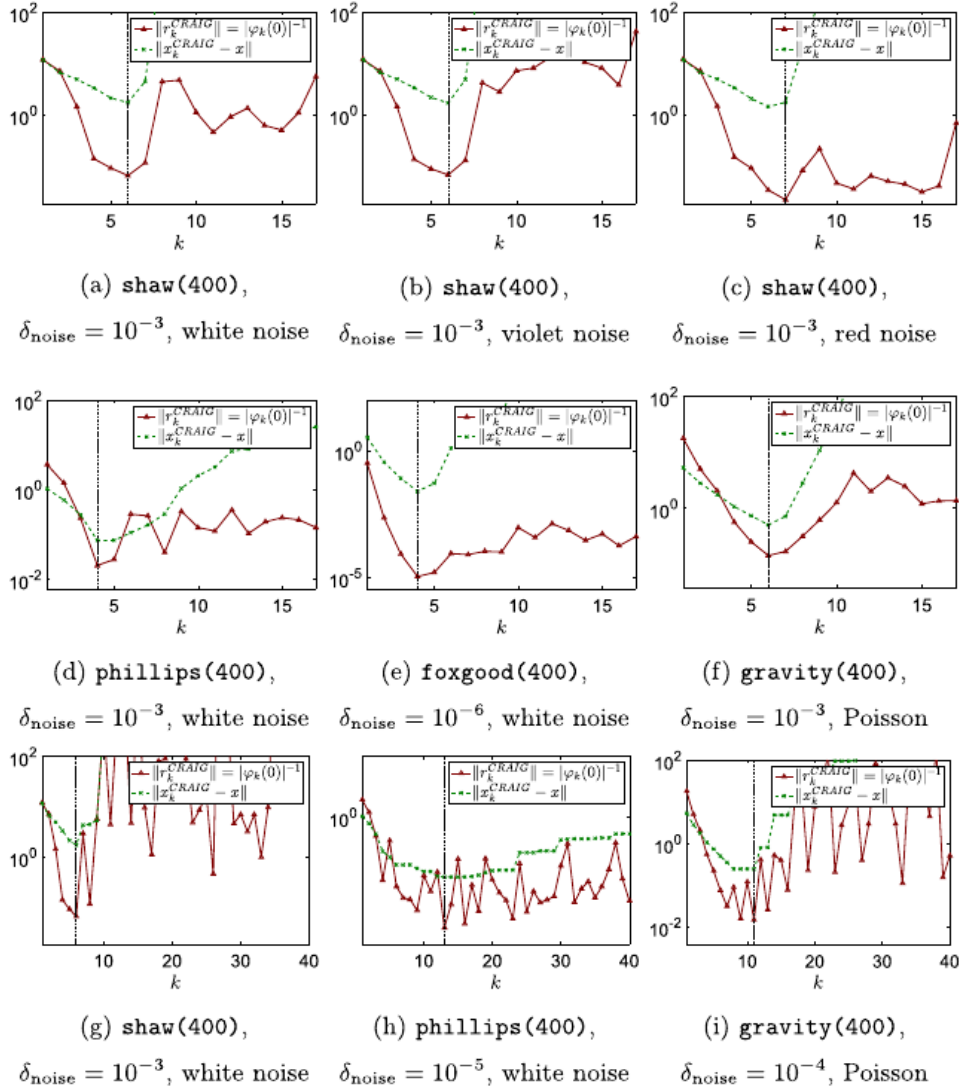 10^2
‖r_k^{CRAIG}‖ = |φ_k(0)|^{-1}
‖x_k^{CRAIG} − x‖
10^0
5 10 15
k
(a) shaw(400),
δ_noise = 10^{-3}, white noise
10^2
‖r_k^{CRAIG}‖ = |φ_k(0)|^{-1}
‖x_k^{CRAIG} − x‖
10^0
5 10 15
k
(b) shaw(400),
δ_noise = 10^{-3}, violet noise
10^2
‖r_k^{CRAIG}‖ = |φ_k(0)|^{-1}
‖x_k^{CRAIG} − x‖
10^0
5 10 15
k
(c) shaw(400),
δ_noise = 10^{-3}, red noise
10^2
‖r_k^{CRAIG}‖ = |φ_k(0)|^{-1}
‖x_k^{CRAIG} − x‖
10^0
10^{-2}
5 10 15
k
(d) phillips(400),
δ_noise = 10^{-3}, white noise
‖r_k^{CRAIG}‖ = |φ_k(0)|^{-1}
‖x_k^{CRAIG} − x‖
10^0
10^{-5}
5 10 15
k
(e) foxgood(400),
δ_noise = 10^{-6}, white noise
10^2
‖r_k^{CRAIG}‖ = |φ_k(0)|^{-1}
‖x_k^{CRAIG} − x‖
10^0
5 10 15
k
(f) gravity(400),
δ_noise = 10^{-3}, Poisson
10^2
‖r_k^{CRAIG}‖ = |φ_k(0)|^{-1}
‖x_k^{CRAIG} − x‖
10^0
10 20 30 40
k
(g) shaw(400),
δ_noise = 10^{-3}, white noise
‖r_k^{CRAIG}‖ = |φ_k(0)|^{-1}
‖x_k^{CRAIG} − x‖
10^0
10 20 30 40
k
(h) phillips(400),
δ_noise = 10^{-5}, white noise
10^2
‖r_k^{CRAIG}‖ = |φ_k(0)|^{-1}
‖x_k^{CRAIG} − x‖
10^0
10^{-2}
10 20 30 40
k
(i) gravity(400),
δ_noise = 10^{-4}, Poisson